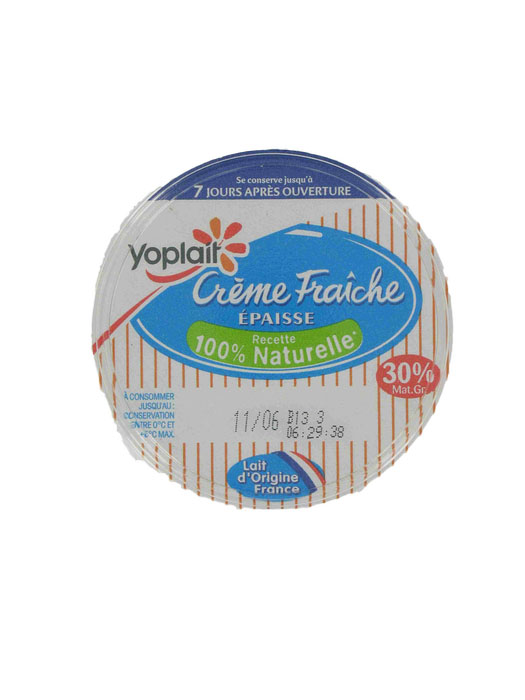 Se conserve jusqu'à
7 JOURS APRÈS OUVERTURE
yoplait
Crème Fraîche
ÉPAISSE
Recette
100% Naturelle*
30%
Mat.Gr.
À CONSOMMER
JUSQU'AU :
CONSERVATION
ENTRE 0°C ET
+6°C MAX.
11/06 B13 3
06:29:38
Lait
d'Origine
France